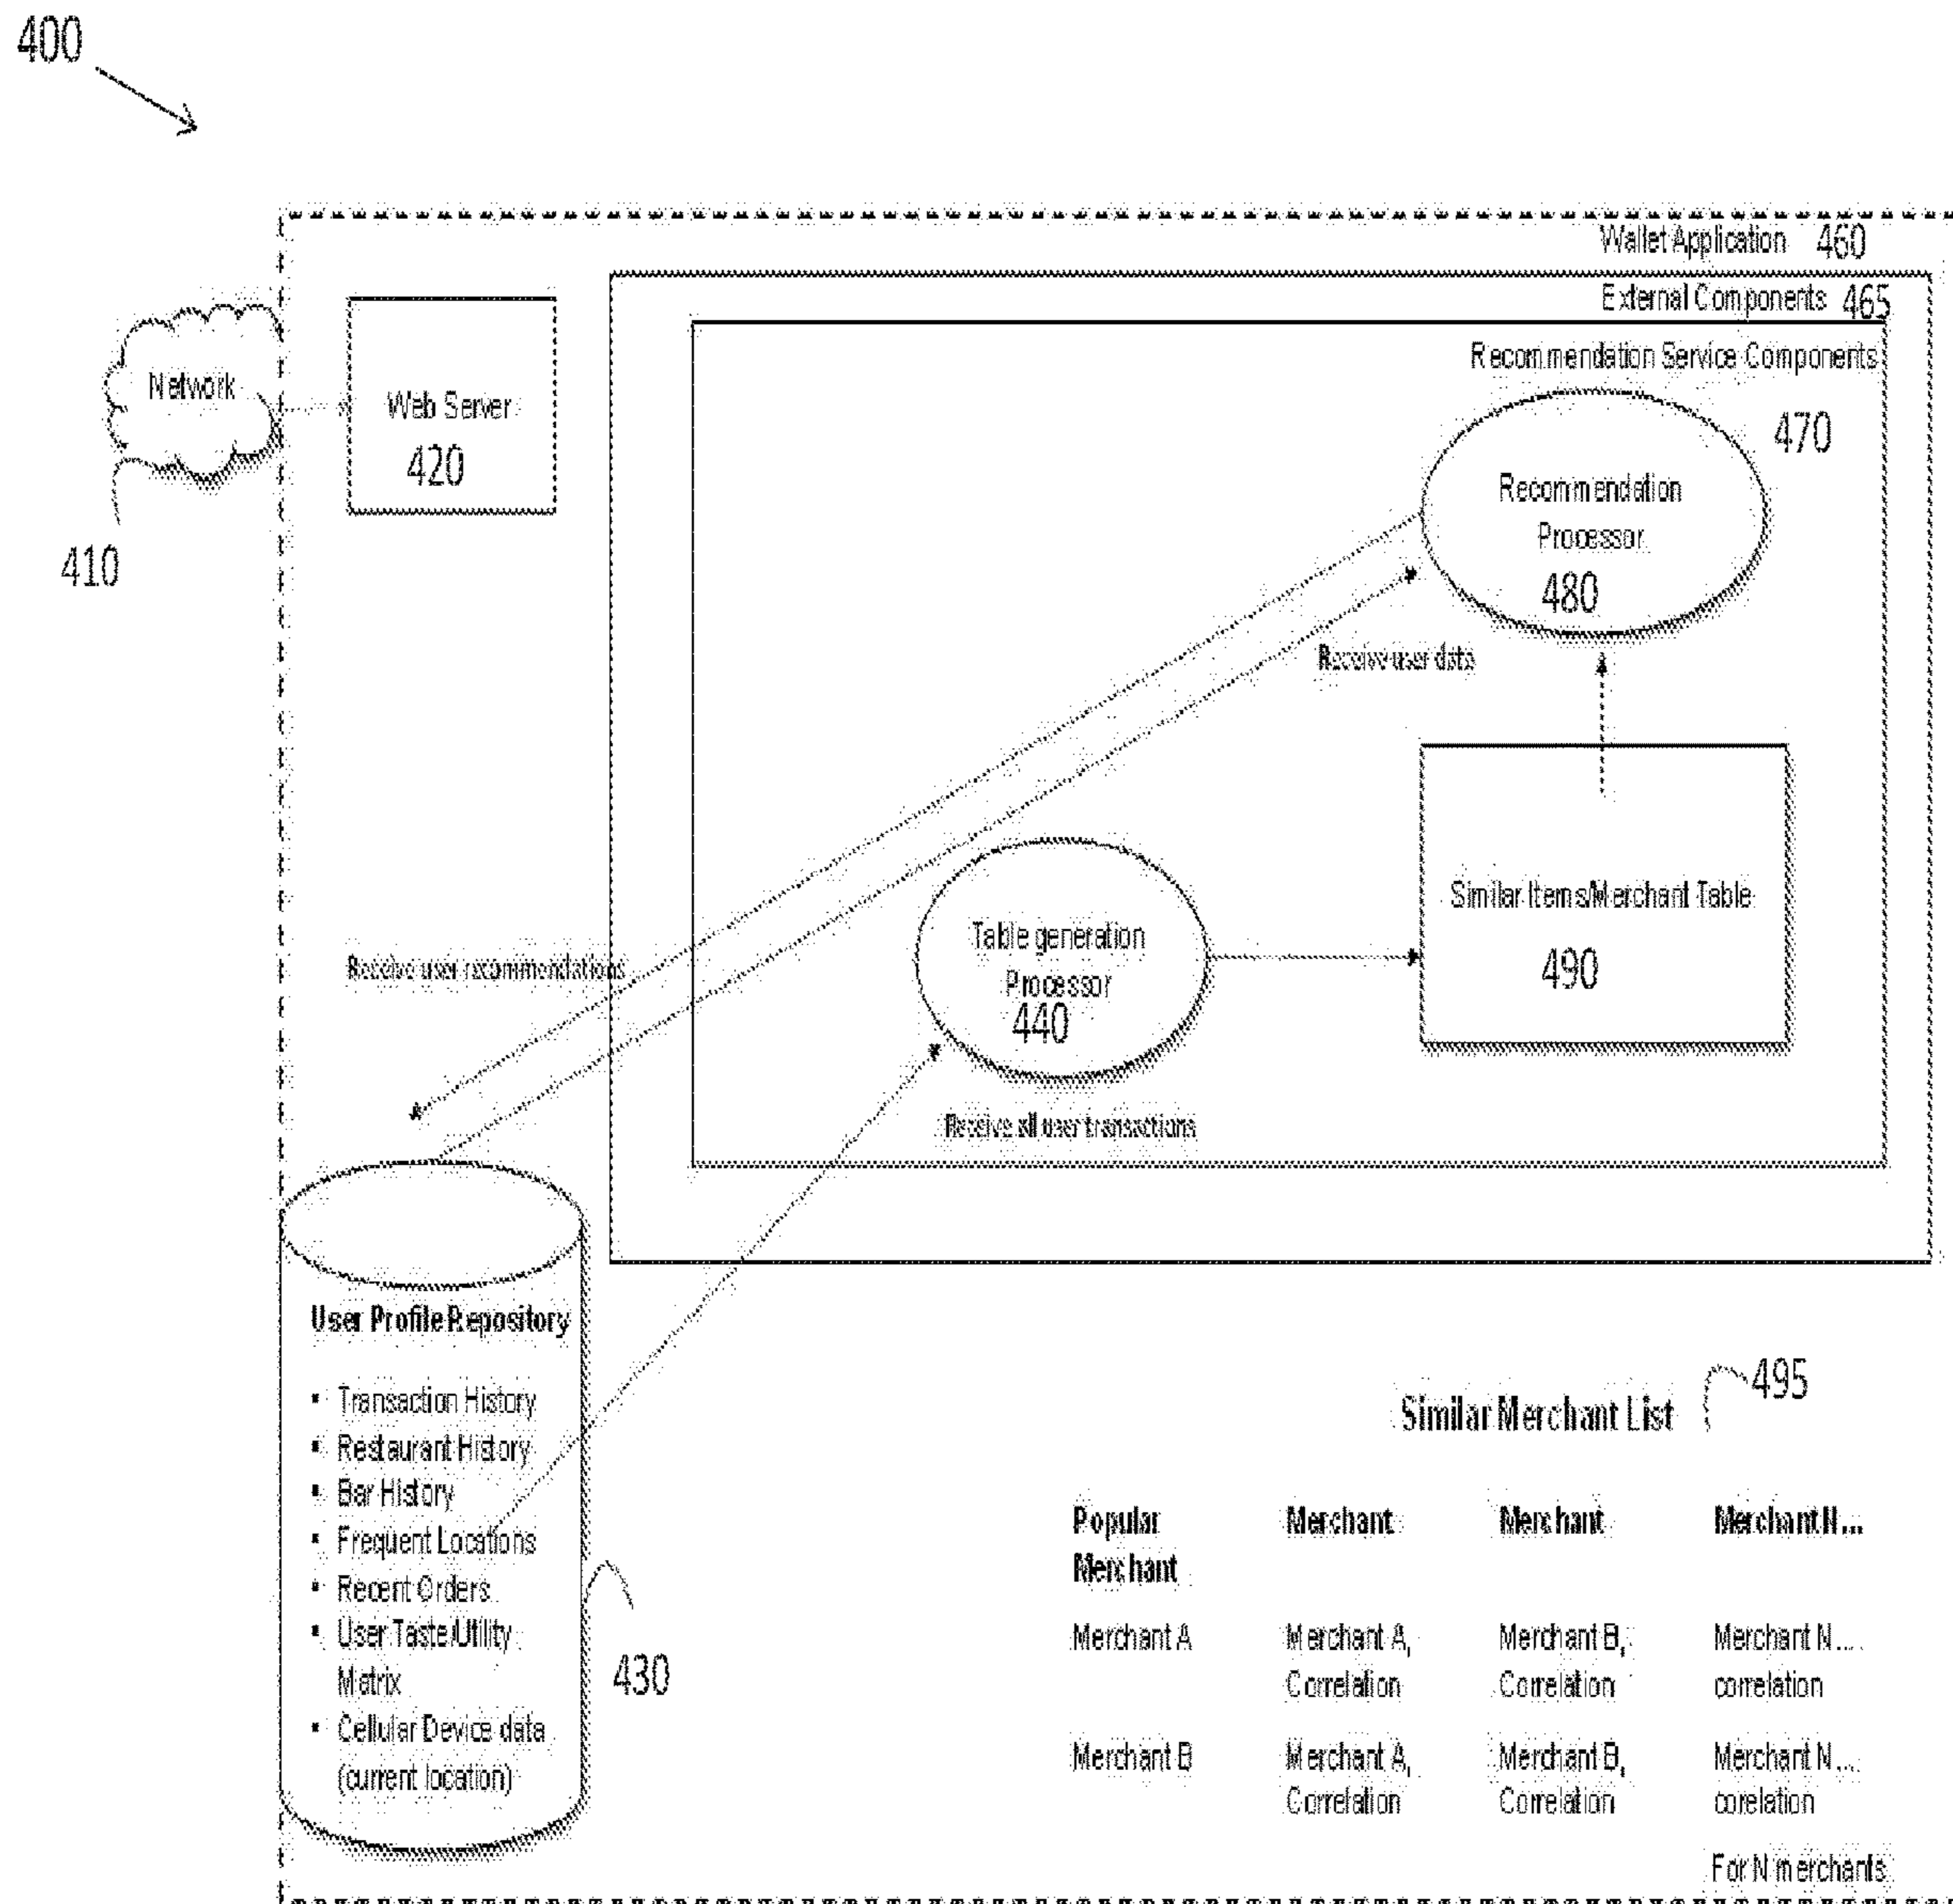 400
Wallet Application 460
External Components 465
Recommendation Service Components
470
Network
410
Web Server
420
Recommendation
Processor
480
Receive user data
Similar Items/Merchant Table
490
Table generation
Processor
440
Receive user recommendations
Receive all user transactions
User Profile Repository
▪ Transaction History
▪ Restaurant History
▪ Bar History
▪ Frequent Locations
▪ Recent Orders
▪ User Taste/Utility
Matrix
▪ Cellular Device data
(current location)
430
Similar Merchant List 495
Popular Merchant Merchant Merchant N...
Merchant
Merchant A Merchant A, Merchant B, Merchant N....
Correlation Correlation correlation
Merchant B Merchant A, Merchant B, Merchant N...
Correlation Correlation corelation
For N merchants